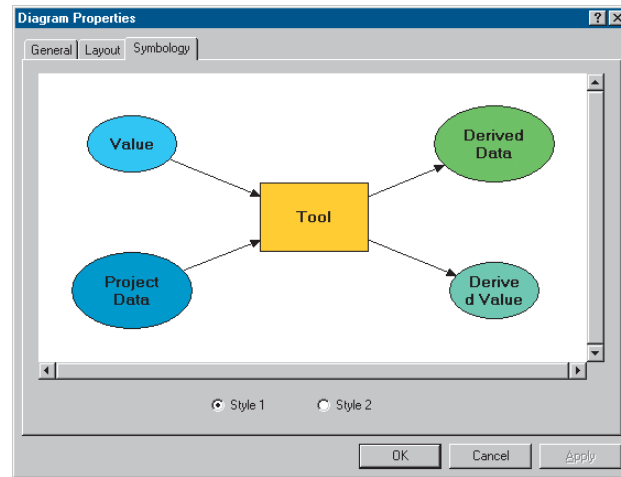 Diagram Properties
General Layout Symbology
Value
Derived
Data
Tool
Project
Data
Derive
d Value
Style 1 Style 2
OK Cancel Apply